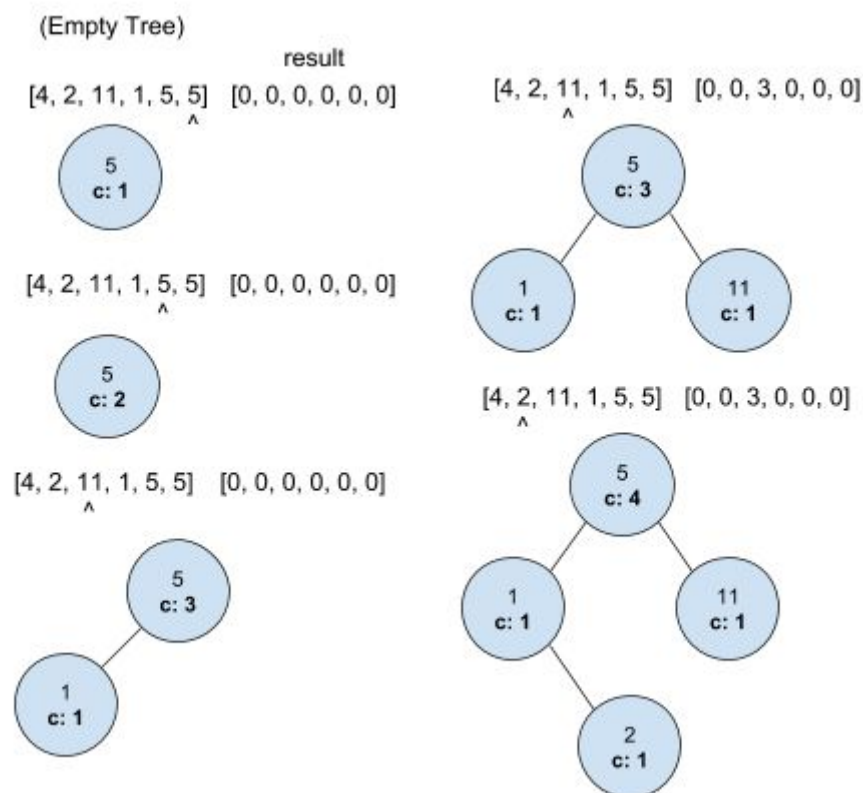 (Empty Tree)
result
[4, 2, 11, 1, 5, 5] [0, 0, 0, 0, 0, 0]
^
5
c: 1
[4, 2, 11, 1, 5, 5] [0, 0, 0, 0, 0, 0]
^
5
c: 2
[4, 2, 11, 1, 5, 5] [0, 0, 0, 0, 0, 0]
^
5
c: 3
1
c: 1
[4, 2, 11, 1, 5, 5] [0, 0, 3, 0, 0, 0]
^
5
c: 3
1
c: 1
11
c: 1
[4, 2, 11, 1, 5, 5] [0, 0, 3, 0, 0, 0]
^
5
c: 4
1
c: 1
11
c: 1
2
c: 1